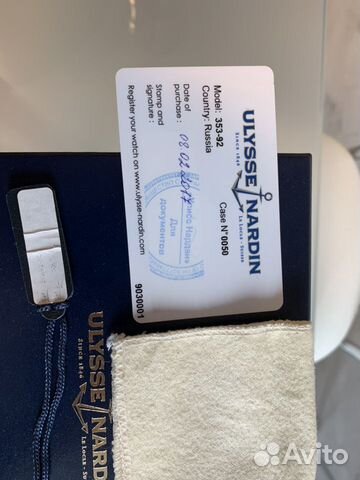 ULYSSE NARDIN
SINCE 1846
LE LOCLE - SUISSE
Model: 353-92
Case N° 0050
Country: Russia
Date of purchase: 08 02 2017
Stamp and signature:
Для
документов
Register your watch on www.ulysse-nardin.com
9030001
ULYSSE NARDIN
SINCE 1846
LE LOCLE - SUISSE
Avito